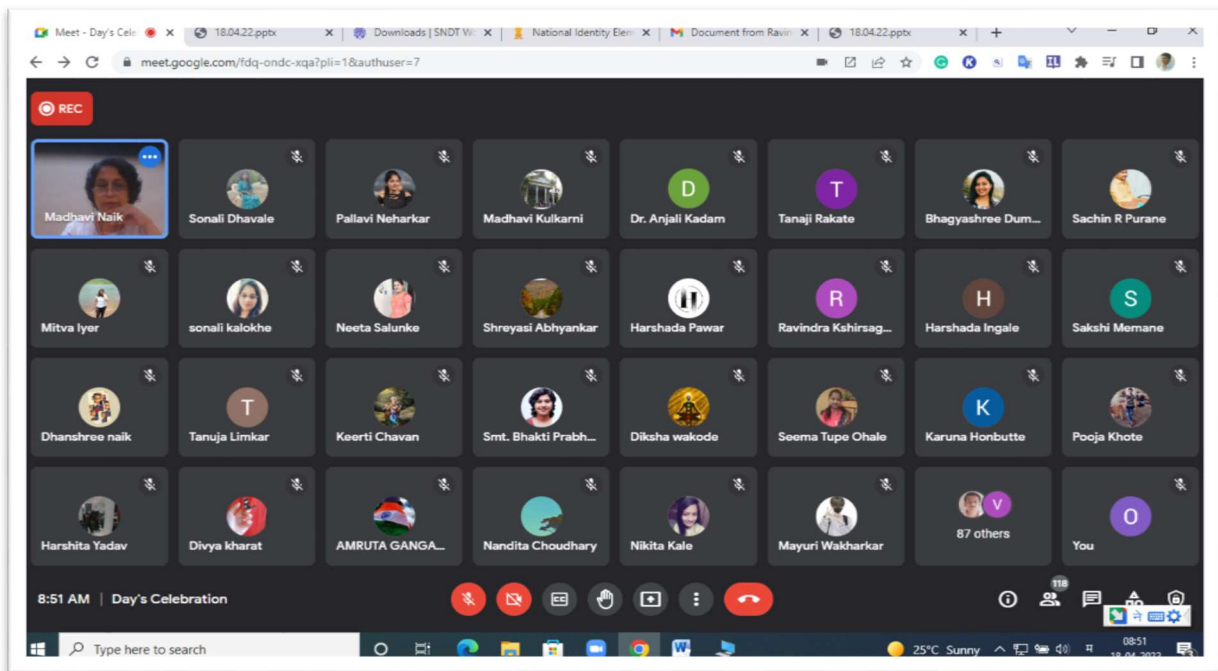 Meet - Day's Cele
18.04.22.pptx
Downloads | SNDT W
National Identity Elem
Document from Ravin
18.04.22.pptx
meet.google.com/fdq-ondc-xqa?pli=1&authuser=7
REC
Madhavi Naik
Sonali Dhavale
Pallavi Neharkar
Madhavi Kulkarni
D
Dr. Anjali Kadam
T
Tanaji Rakate
Bhagyashree Dum...
Sachin R Purane
Mitva Iyer
sonali kalokhe
Neeta Salunke
Shreyasi Abhyankar
Harshada Pawar
R
Ravindra Kshirsag...
H
Harshada Ingale
S
Sakshi Memane
Dhanshree naik
T
Tanuja Limkar
Keerti Chavan
Smt. Bhakti Prabh...
Diksha wakode
Seema Tupe Ohale
K
Karuna Honbutte
Pooja Khote
Harshita Yadav
Divya kharat
AMRUTA GANGA...
Nandita Choudhary
Nikita Kale
Mayuri Wakharkar
V
87 others
O
You
8:51 AM | Day's Celebration
CC
118
ने
Type here to search
W
25°C Sunny
म
08:51
18-04-2022